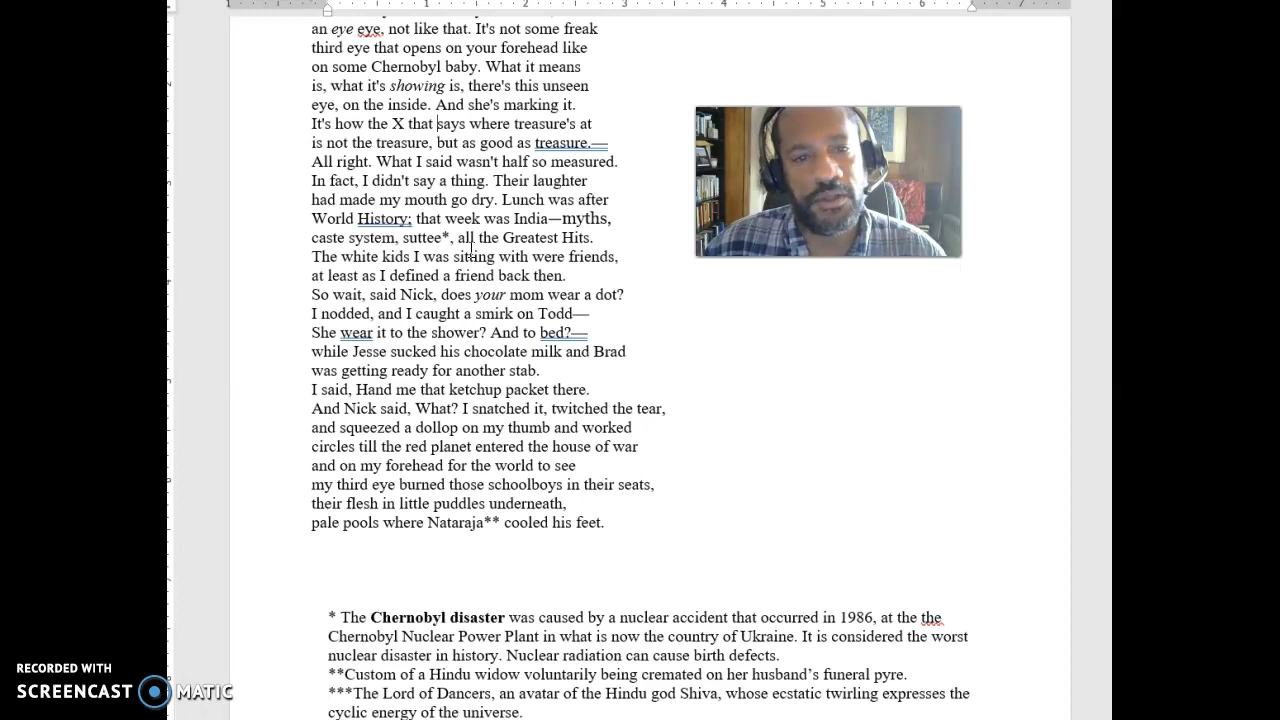 an eye eye, not like that. It's not some freak
third eye that opens on your forehead like
on some Chernobyl baby. What it means
is, what it's showing is, there's this unseen
eye, on the inside. And she's marking it.
It's how the X that says where treasure's at
is not the treasure, but as good as treasure.—
All right. What I said wasn't half so measured.
In fact, I didn't say a thing. Their laughter
had made my mouth go dry. Lunch was after
World History; that week was India—myths,
caste system, suttee*, all the Greatest Hits.
The white kids I was sitting with were friends,
at least as I defined a friend back then.
So wait, said Nick, does your mom wear a dot?
I nodded, and I caught a smirk on Todd—
She wear it to the shower? And to bed?—
while Jesse sucked his chocolate milk and Brad
was getting ready for another stab.
I said, Hand me that ketchup packet there.
And Nick said, What? I snatched it, twitched the tear,
and squeezed a dollop on my thumb and worked
circles till the red planet entered the house of war
and on my forehead for the world to see
my third eye burned those schoolboys in their seats,
their flesh in little puddles underneath,
pale pools where Nataraja** cooled his feet.
* The Chernobyl disaster was caused by a nuclear accident that occurred in 1986, at the the
Chernobyl Nuclear Power Plant in what is now the country of Ukraine. It is considered the worst
nuclear disaster in history. Nuclear radiation can cause birth defects.
**Custom of a Hindu widow voluntarily being cremated on her husband’s funeral pyre.
***The Lord of Dancers, an avatar of the Hindu god Shiva, whose ecstatic twirling expresses the
cyclic energy of the universe.
RECORDED WITH
SCREENCAST MATIC